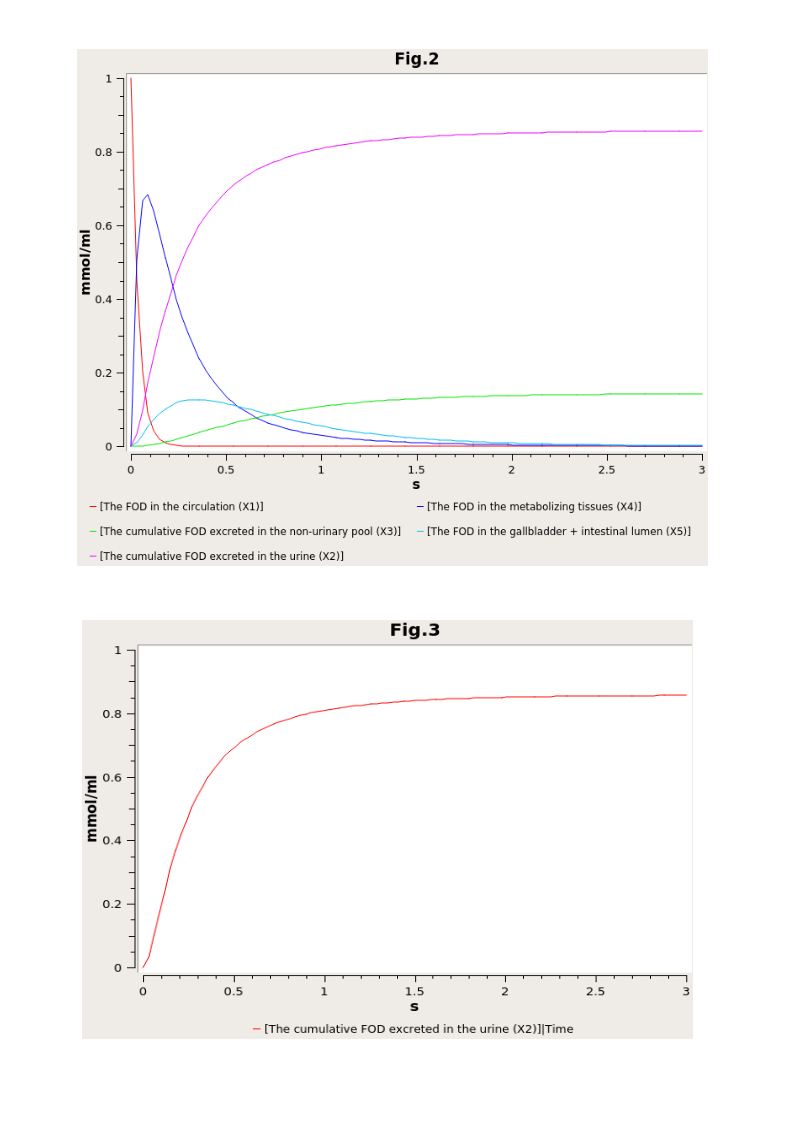 Fig.2
1
0.8
0.6
0.4
0.2
0
mmol/ml
0 0.5 1 1.5 2 2.5 3
s
[The FOD in the circulation (X1)] [The FOD in the metabolizing tissues (X4)]
[The cumulative FOD excreted in the non-urinary pool (X3)] [The FOD in the gallbladder + intestinal lumen (X5)]
[The cumulative FOD excreted in the urine (X2)]
Fig.3
1
0.8
0.6
0.4
0.2
0
mmol/ml
0 0.5 1 1.5 2 2.5 3
s
[The cumulative FOD excreted in the urine (X2)]|Time